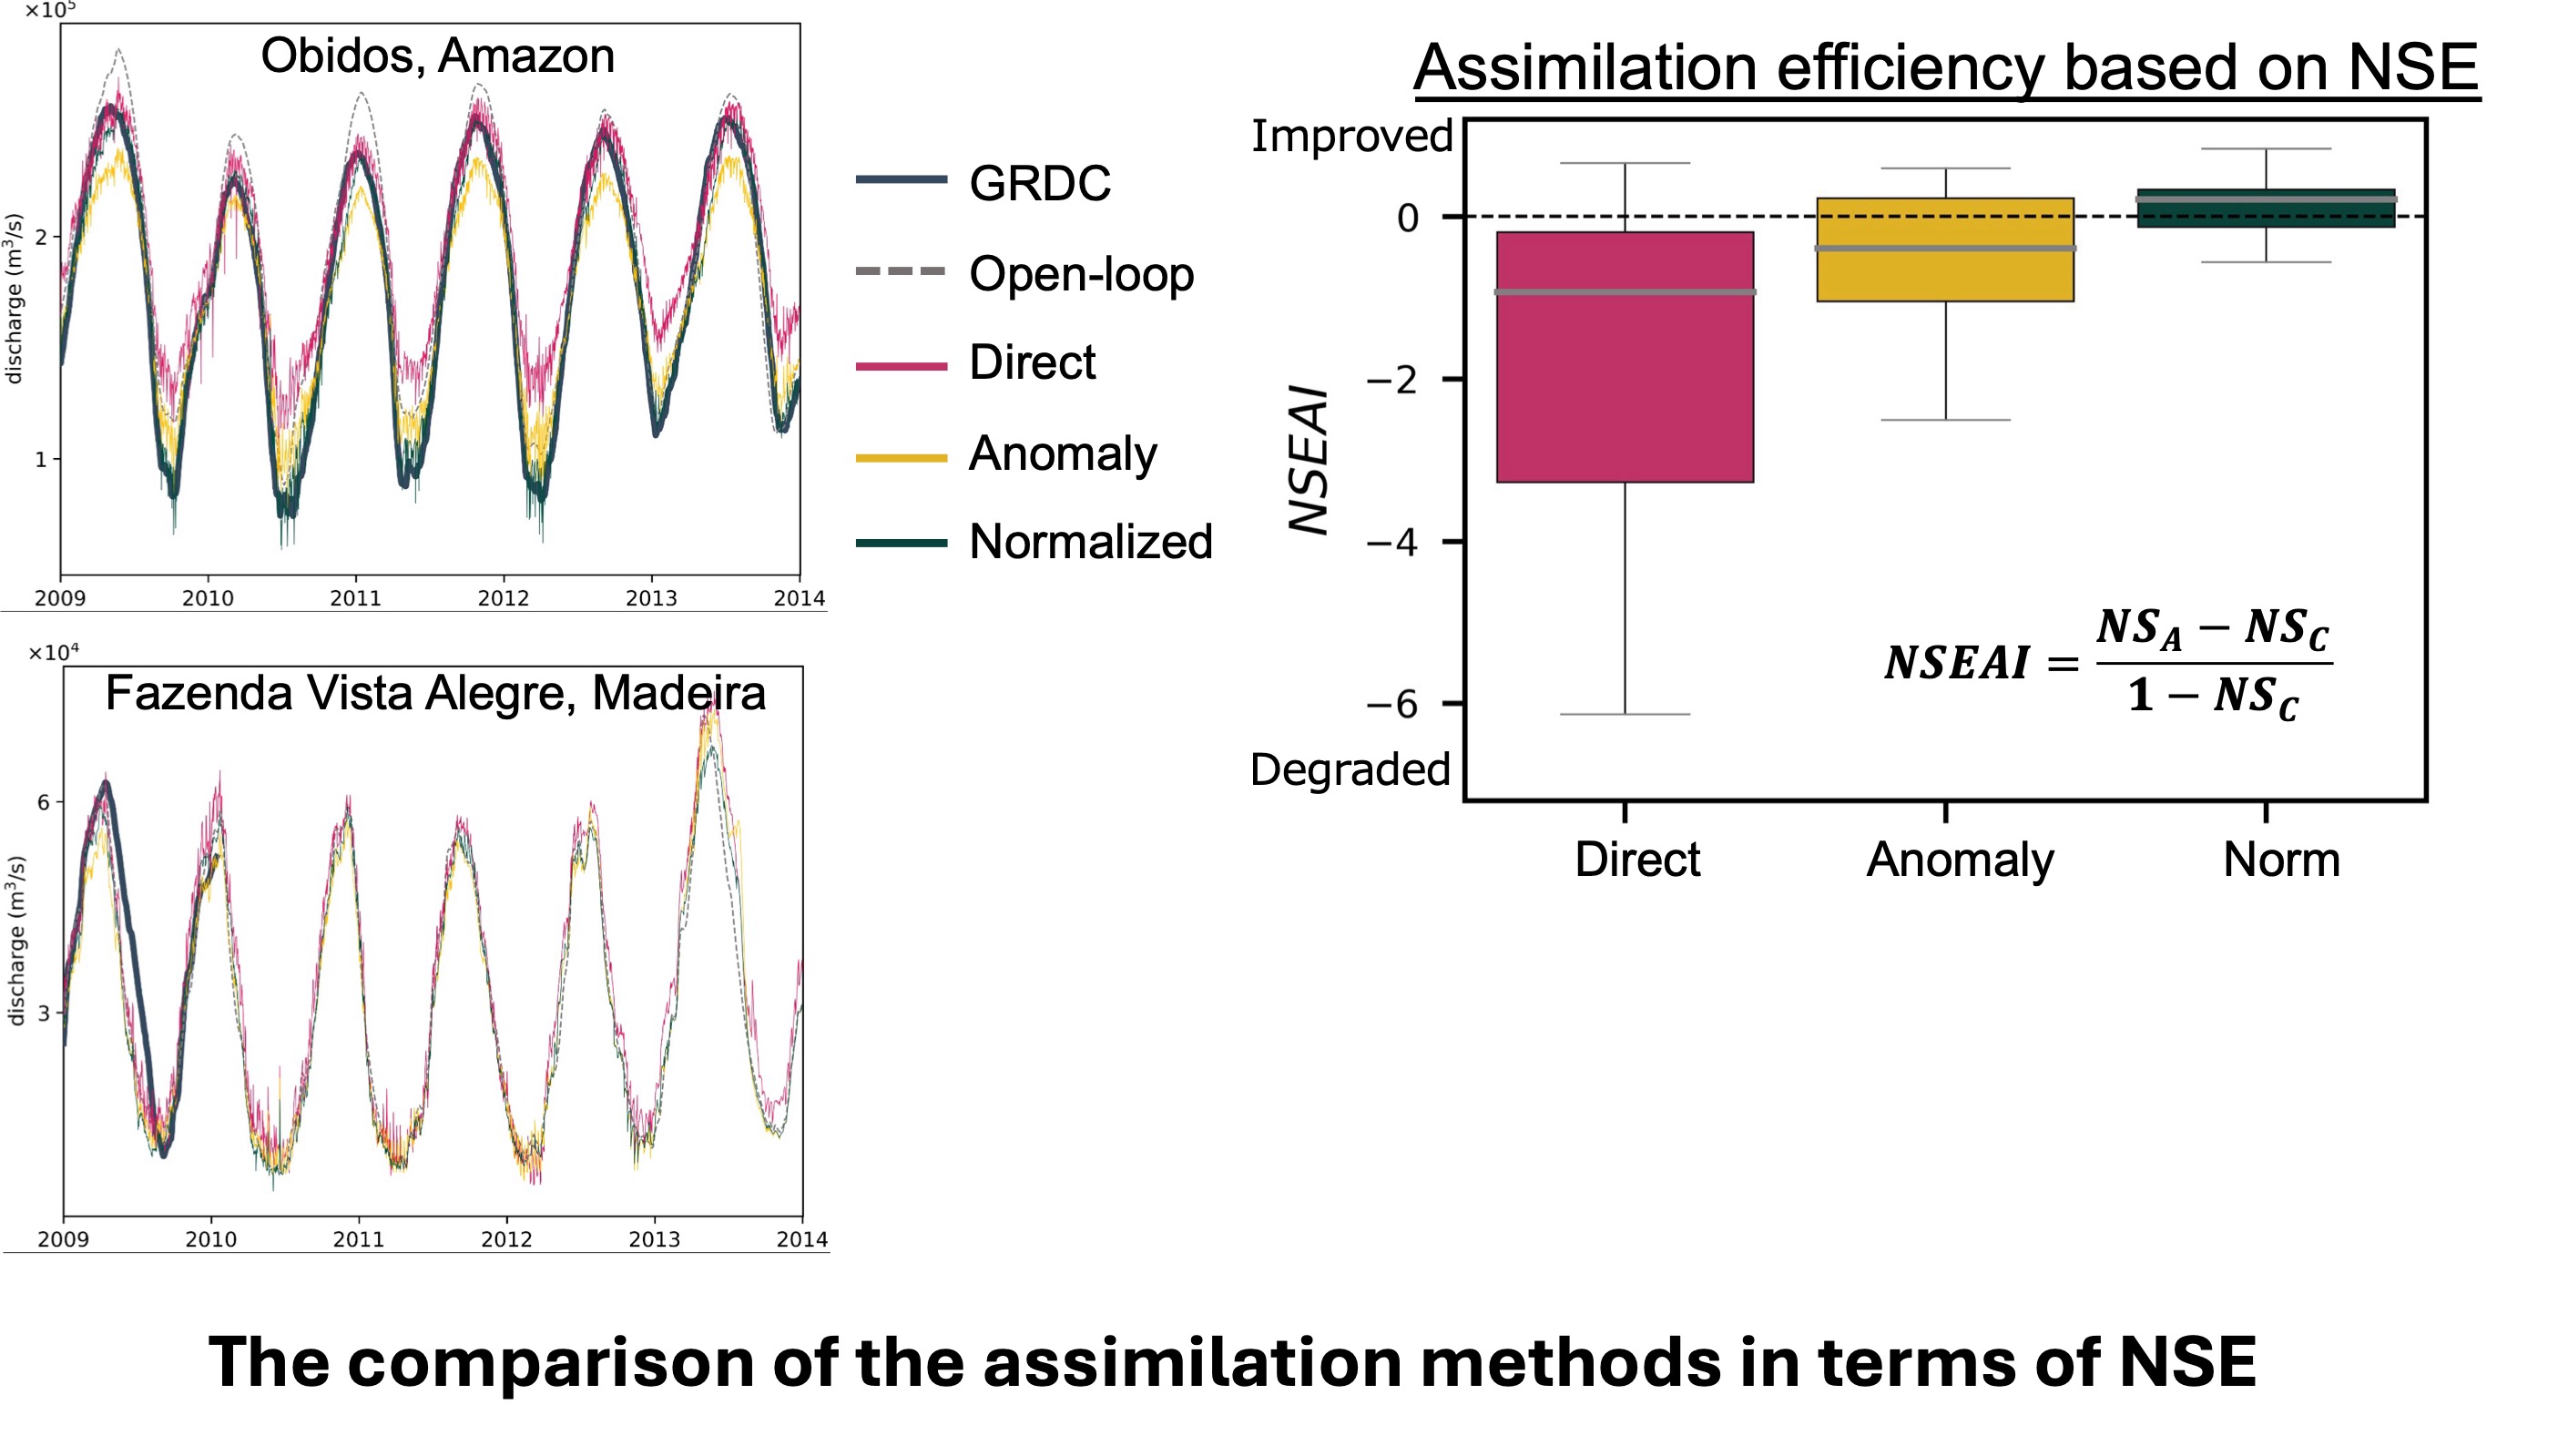 ×10⁵
Obidos, Amazon
discharge (m³/s)
2
1
2009 2010 2011 2012 2013 2014
GRDC
Open-loop
Direct
Anomaly
Normalized
×10⁴
Fazenda Vista Alegre, Madeira
discharge (m³/s)
6
3
2009 2010 2011 2012 2013 2014
Assimilation efficiency based on NSE
Improved
NSEAI
0
−2
−4
−6
Degraded
NSEAI = (NS_A − NS_C) / (1 − NS_C)
Direct Anomaly Norm
The comparison of the assimilation methods in terms of NSE